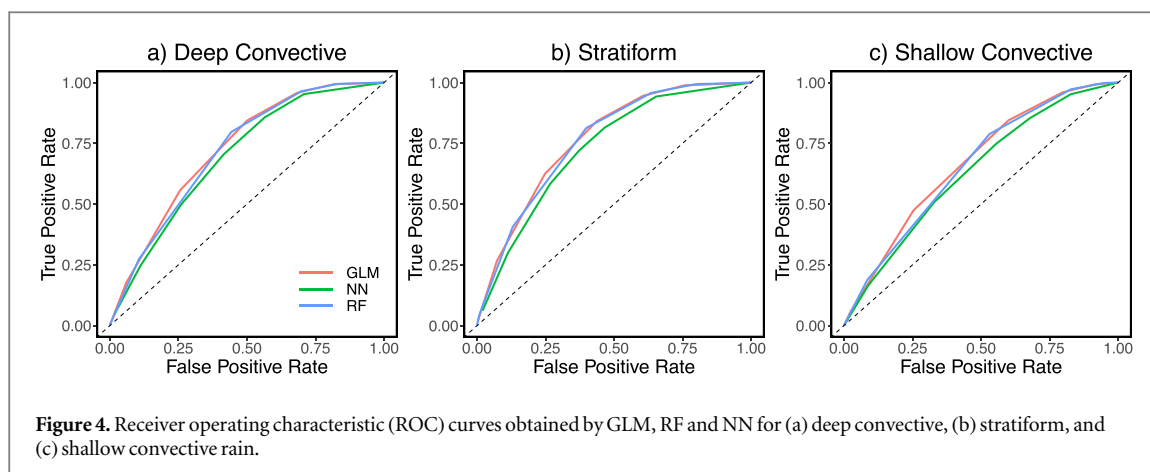 a) Deep Convective
b) Stratiform
c) Shallow Convective
True Positive Rate
1.00
0.75
0.50
0.25
0.00
GLM
NN
RF
0.00 0.25 0.50 0.75 1.00
False Positive Rate
True Positive Rate
1.00
0.75
0.50
0.25
0.00
0.00 0.25 0.50 0.75 1.00
False Positive Rate
True Positive Rate
1.00
0.75
0.50
0.25
0.00
0.00 0.25 0.50 0.75 1.00
False Positive Rate
Figure 4. Receiver operating characteristic (ROC) curves obtained by GLM, RF and NN for (a) deep convective, (b) stratiform, and
(c) shallow convective rain.